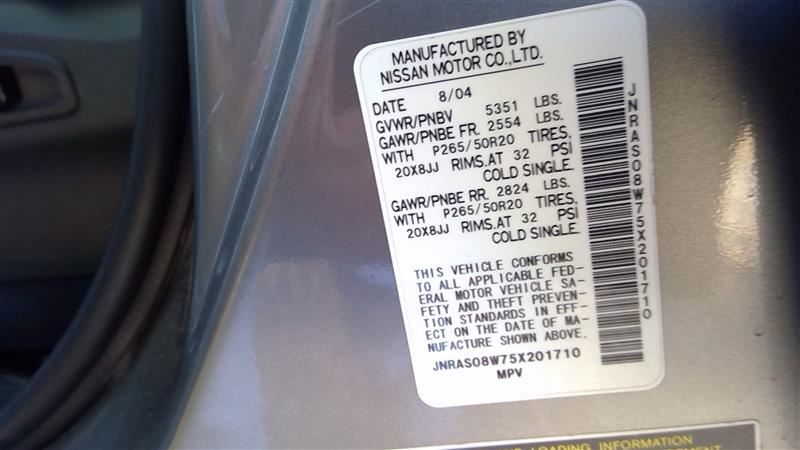 MANUFACTURED BY
NISSAN MOTOR CO.,LTD.
DATE 8/04
GVWR/PNBV 5351 LBS.
GAWR/PNBE FR. 2554 LBS.
WITH P265/50R20 TIRES,
20X8JJ RIMS.AT 32 PSI
COLD SINGLE.
GAWR/PNBE RR. 2824 LBS.
WITH P265/50R20 TIRES,
20X8JJ RIMS.AT 32 PSI
COLD SINGLE.
THIS VEHICLE CONFORMS
TO ALL APPLICABLE FED-
ERAL MOTOR VEHICLE SA-
FETY AND THEFT PREVEN-
TION STANDARDS IN EFF-
ECT ON THE DATE OF MA-
NUFACTURE SHOWN ABOVE.
JNRAS08W75X201710
MPV
JNRAS08W75X201710
LOADING INFORMATION